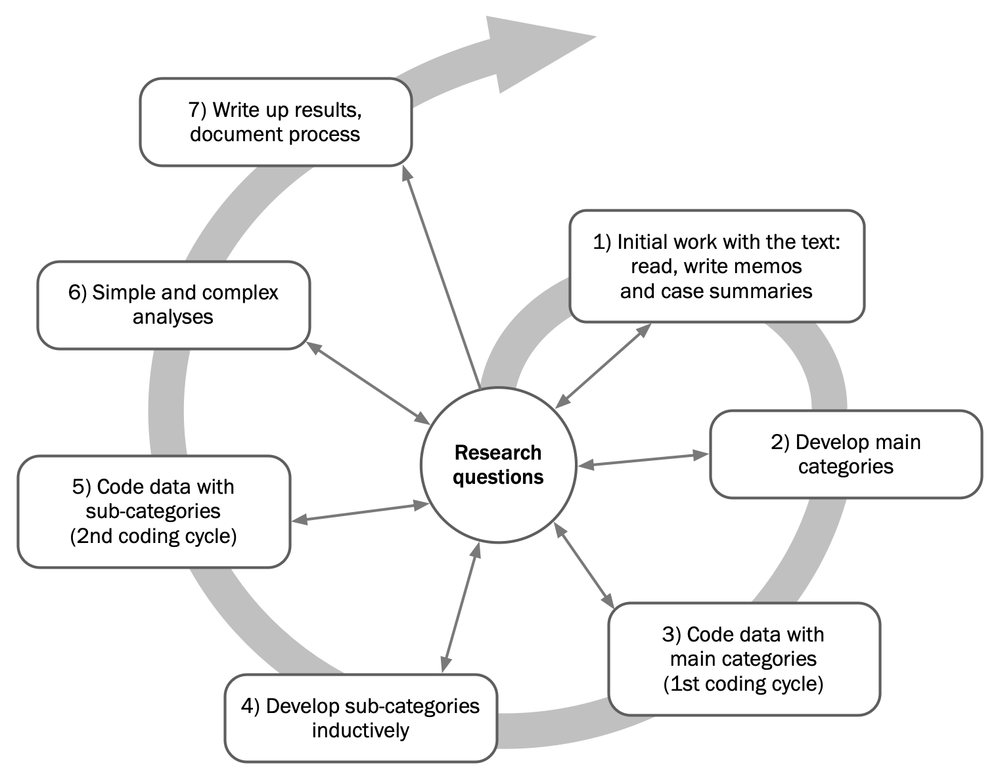 7) Write up results,
document process
1) Initial work with the text:
read, write memos
and case summaries
6) Simple and complex
analyses
Research
questions
2) Develop main
categories
5) Code data with
sub-categories
(2nd coding cycle)
3) Code data with
main categories
(1st coding cycle)
4) Develop sub-categories
inductively